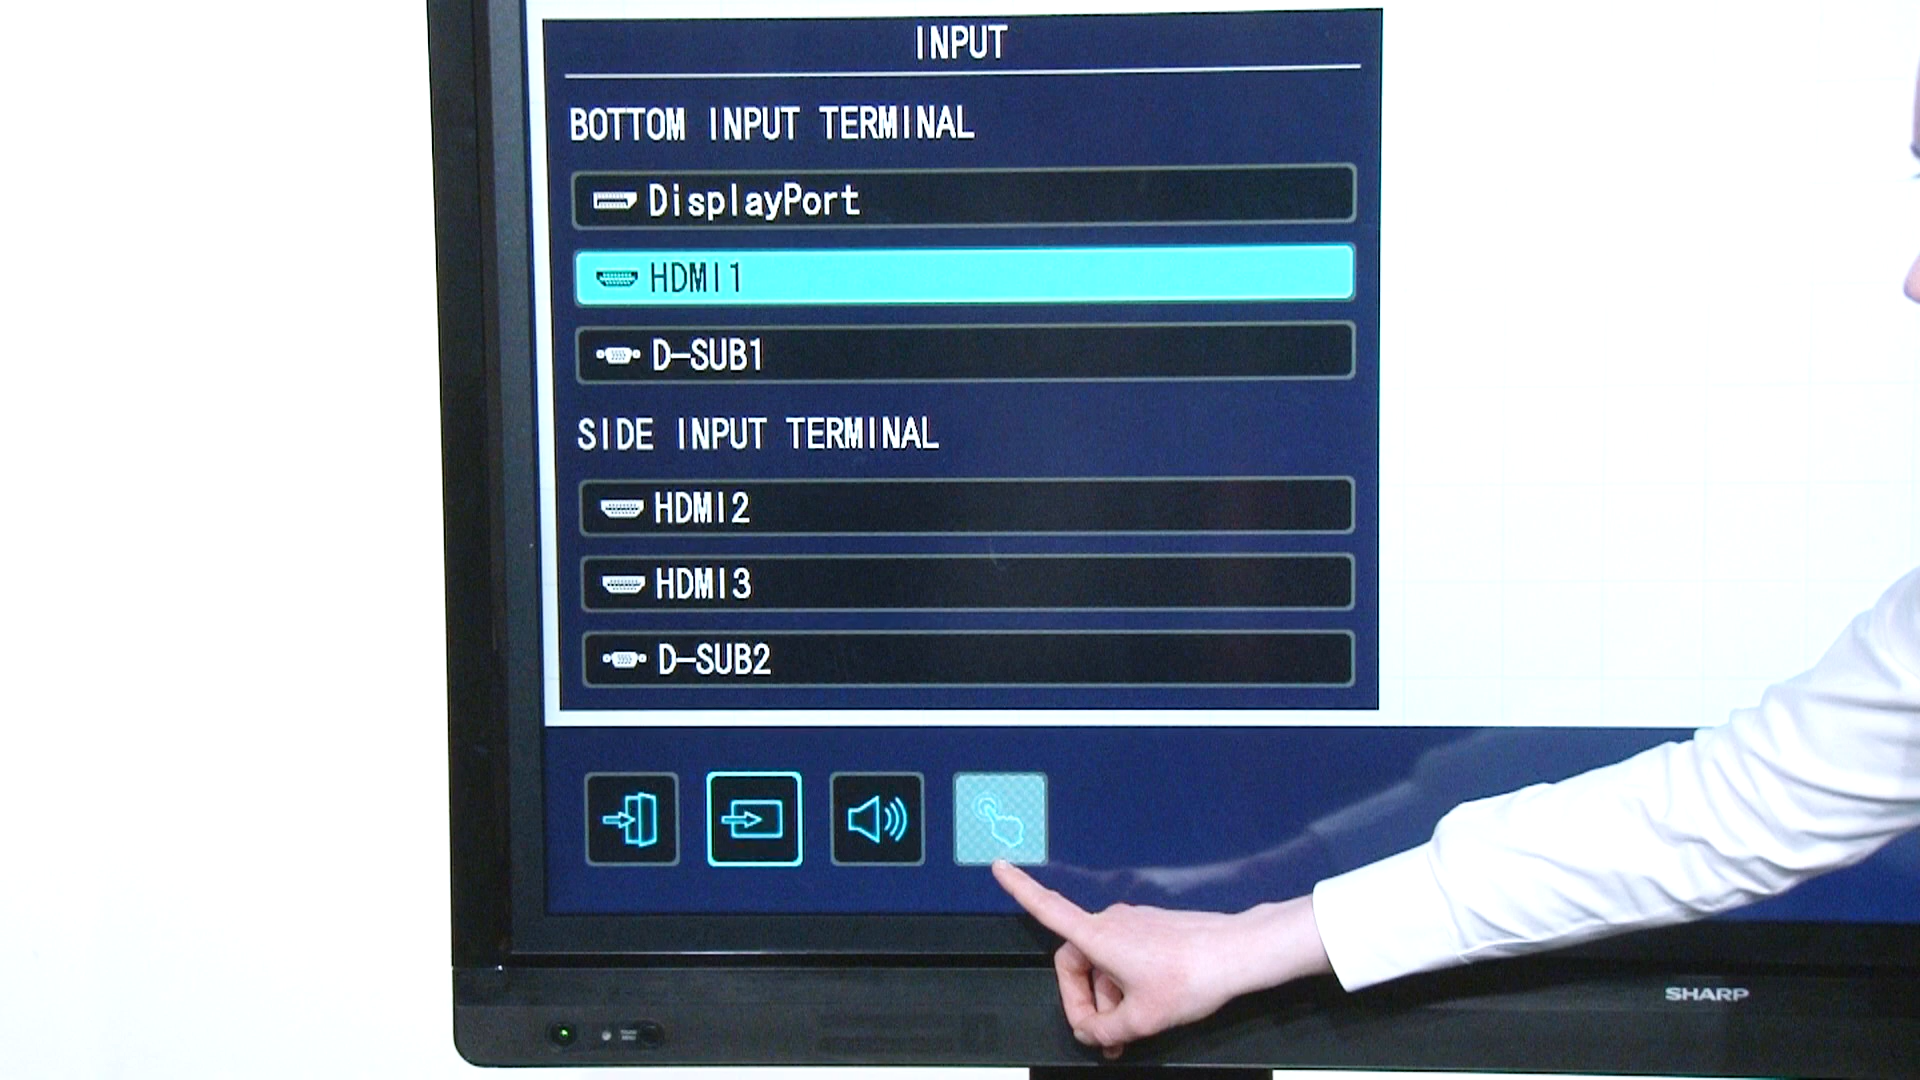 INPUT
BOTTOM INPUT TERMINAL
DisplayPort
HDMI1
D-SUB1
SIDE INPUT TERMINAL
HDMI2
HDMI3
D-SUB2
SHARP